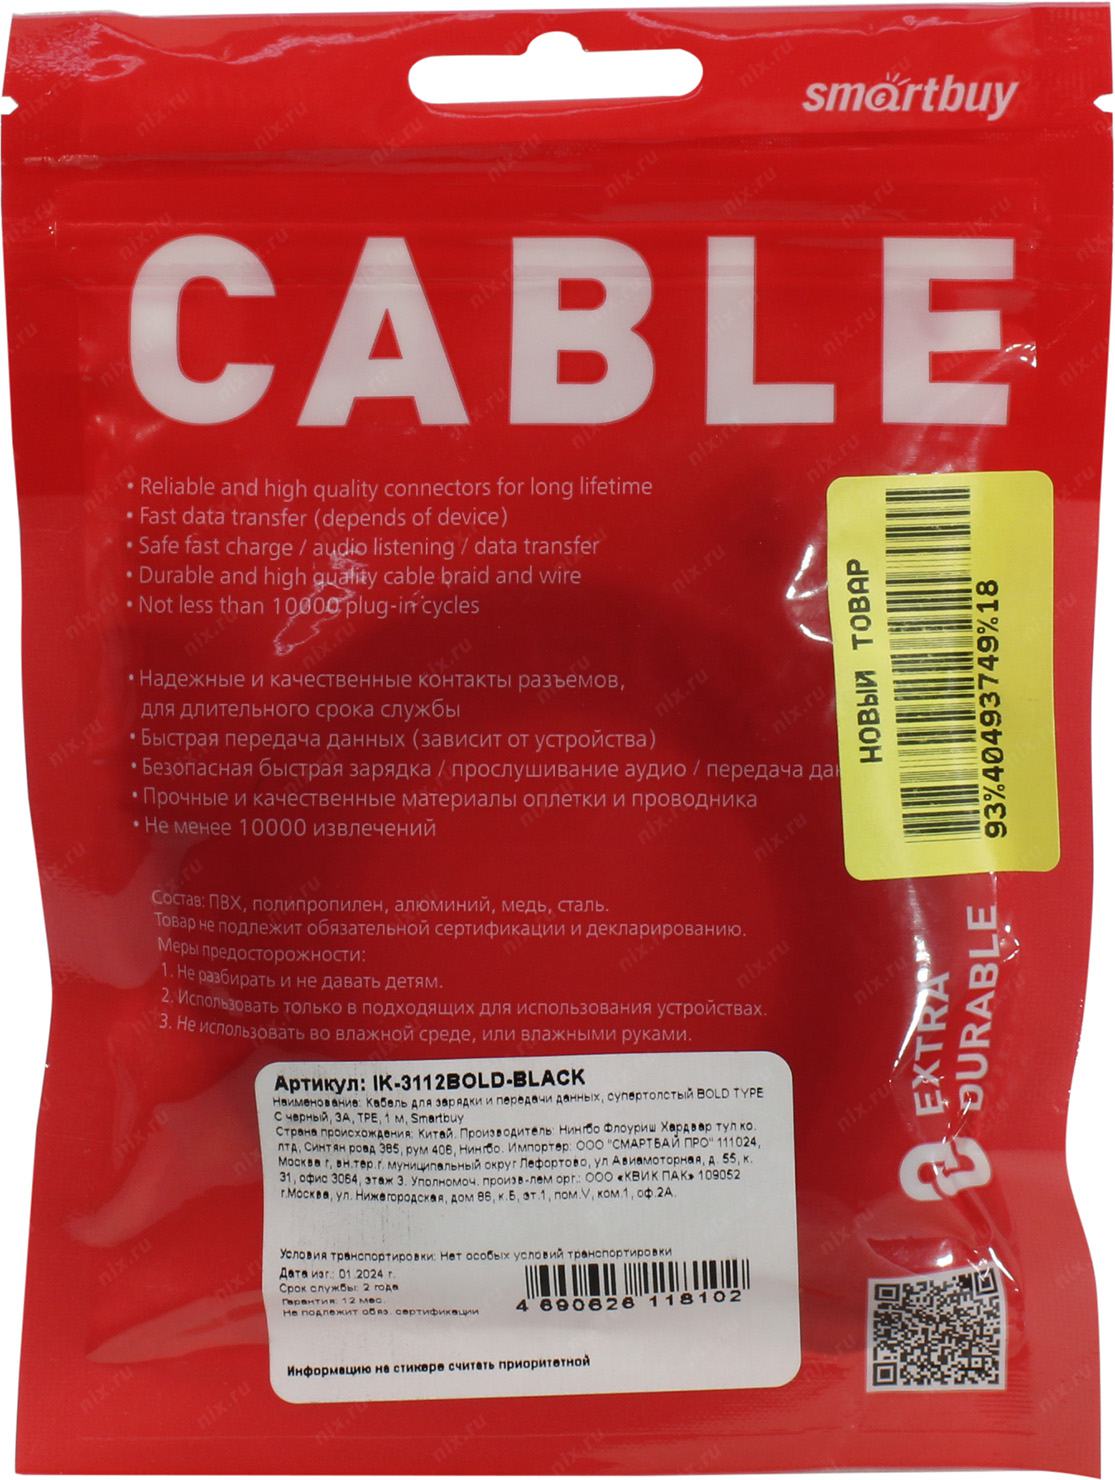 smartbuy
CABLE
• Reliable and high quality connectors for long lifetime
• Fast data transfer (depends of device)
• Safe fast charge / audio listening / data transfer
• Durable and high quality cable braid and wire
• Not less than 10000 plug-in cycles
• Надежные и качественные контакты разъемов,
для длительного срока службы
• Быстрая передача данных (зависит от устройства)
• Безопасная быстрая зарядка / прослушивание аудио / передача
• Прочные и качественные материалы оплетки и проводника
• Не менее 10000 извлечений
НОВЫЙ ТОВАР
93%40493749%18
Состав: ПВХ, полипропилен, алюминий, медь, сталь.
Товар не подлежит обязательной сертификации и декларированию.
Меры предосторожности:
1. Не разбирать и не давать детям.
2. Использовать только в подходящих для использования устройствах.
3. Не использовать во влажной среде, или влажными руками.
EXTRA
DURABLE
Артикул: IK-3112BOLD-BLACK
Наименование: Кабель для зарядки и передачи данных, супертолстый BOLD TYPE
C черный, 3А, TPE, 1 м, Smartbuy
Страна происхождения: Китай. Производитель: Нингбо Флоуриш Хардвар тул ко.
лтд, Синтян роад 385, рум 406, Нингбо. Импортер: ООО "СМАРТБАЙ ПРО" 111024,
Москва г, вн.тер.г. муниципальный округ Лефортово, ул Авиамоторная, д. 55, к.
31, офис 3064, этаж 3. Уполномоч. произв-лем орг.: ООО «КВИК ПАК» 109052
г.Москва, ул. Нижегородская, дом 86, к.Б, эт.1, пом.V, ком.1, оф.2А.
Условия транспортировки: Нет особых условий транспортировки
Дата изг.: 01.2024 г.
Срок службы: 2 года
Гарантия: 12 мес.
Не подлежит обяз. сертификации
4 690626 118102
Информацию на стикере считать приоритетной